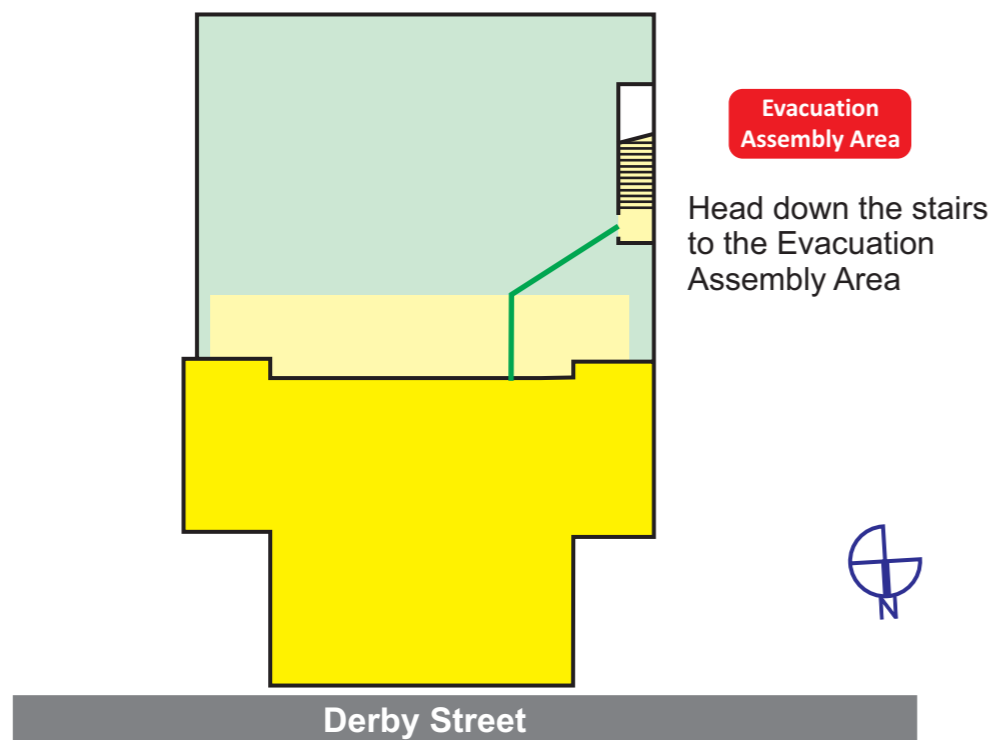 Evacuation
Assembly Area
Head down the stairs
to the Evacuation
Assembly Area
N
Derby Street